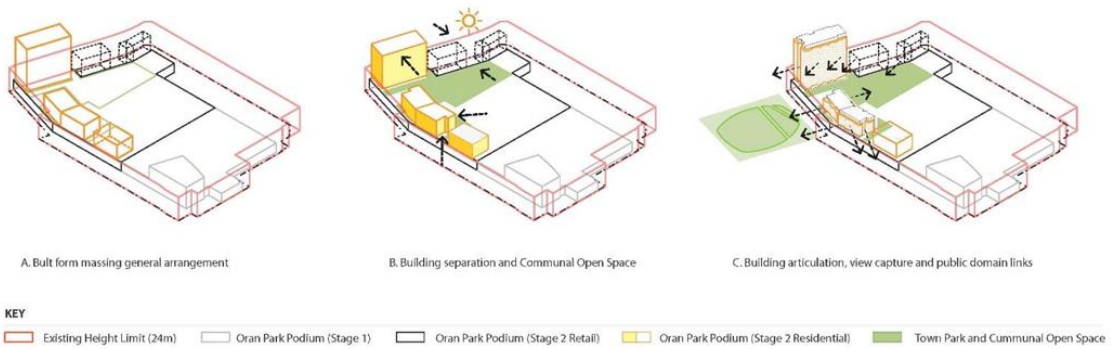 A. Bult form massing general arrangement
B. Building separation and Communal Open Space
C. Building articulation, view capture and public domain links
KEY
Existing Height Limit (24m)
Oran Park Podium (Stage 1)
Oran Park Podium (Stage 2 Retail)
Oran Park Podium (Stage 2 Residential)
Town Park and Cummunal Open Space